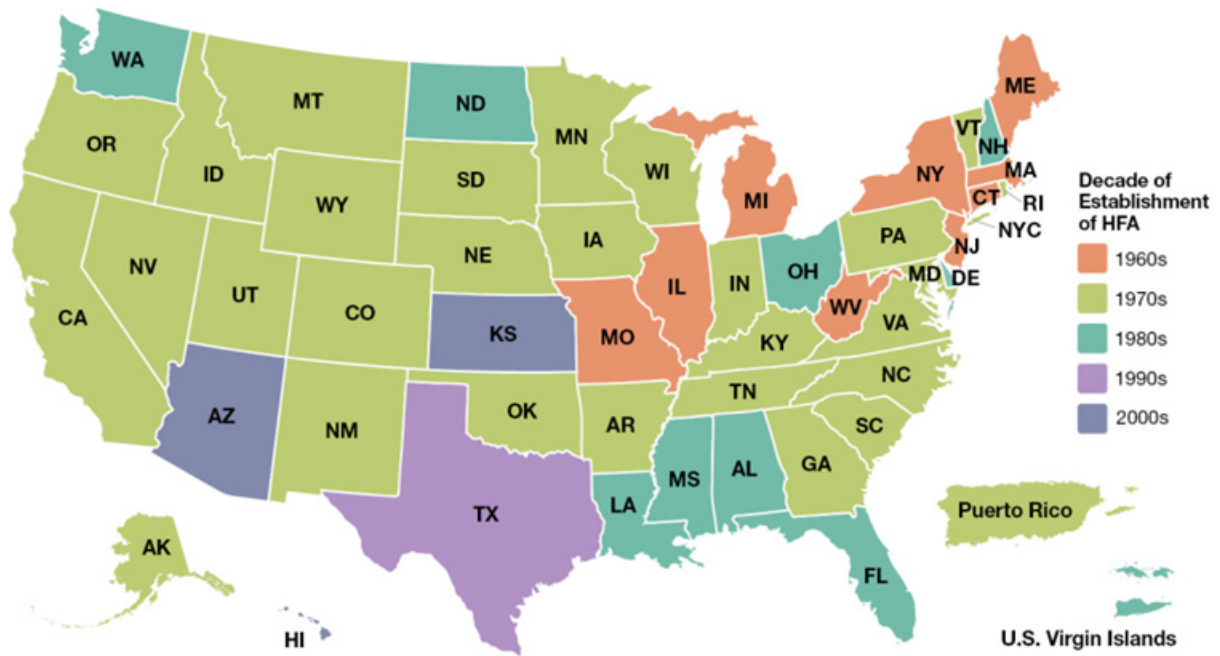 WA
MT
ND
MN
ME
VT
NH
OR
ID
SD
WI
NY
MA
MI
CT
RI
WY
NYC
IA
PA
NE
NJ
NV
UT
CO
IL
IN
OH
MD
DE
CA
KS
MO
WV
VA
KY
AZ
NM
OK
AR
TN
NC
SC
MS
AL
GA
TX
LA
AK
FL
HI
Decade of
Establishment
of HFA
1960s
1970s
1980s
1990s
2000s
Puerto Rico
U.S. Virgin Islands